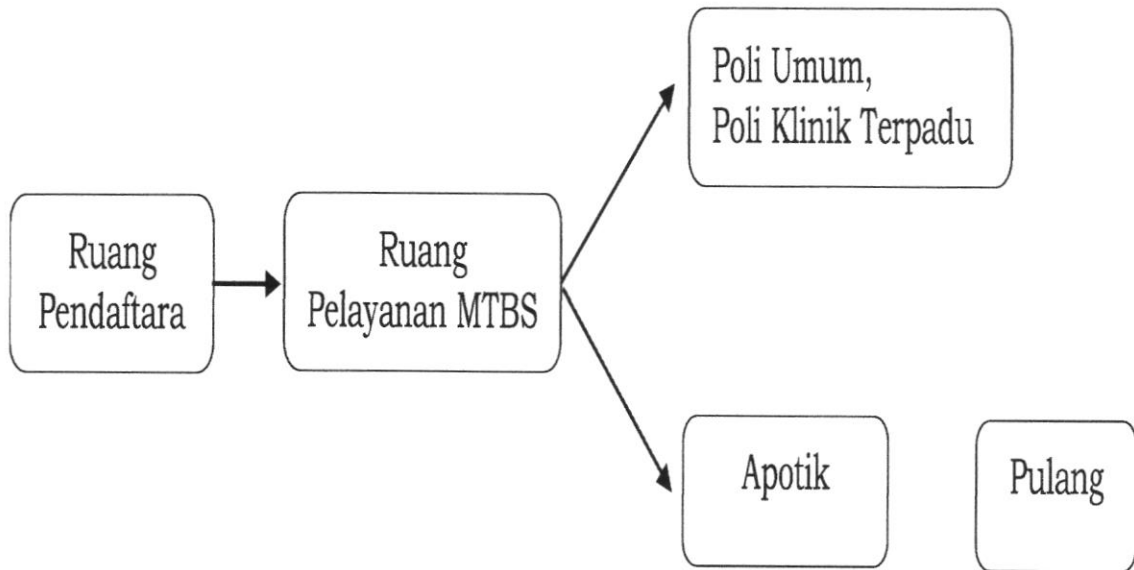 Poli Umum,
Poli Klinik Terpadu
Ruang
Pendaftara
Ruang
Pelayanan MTBS
Apotik
Pulang